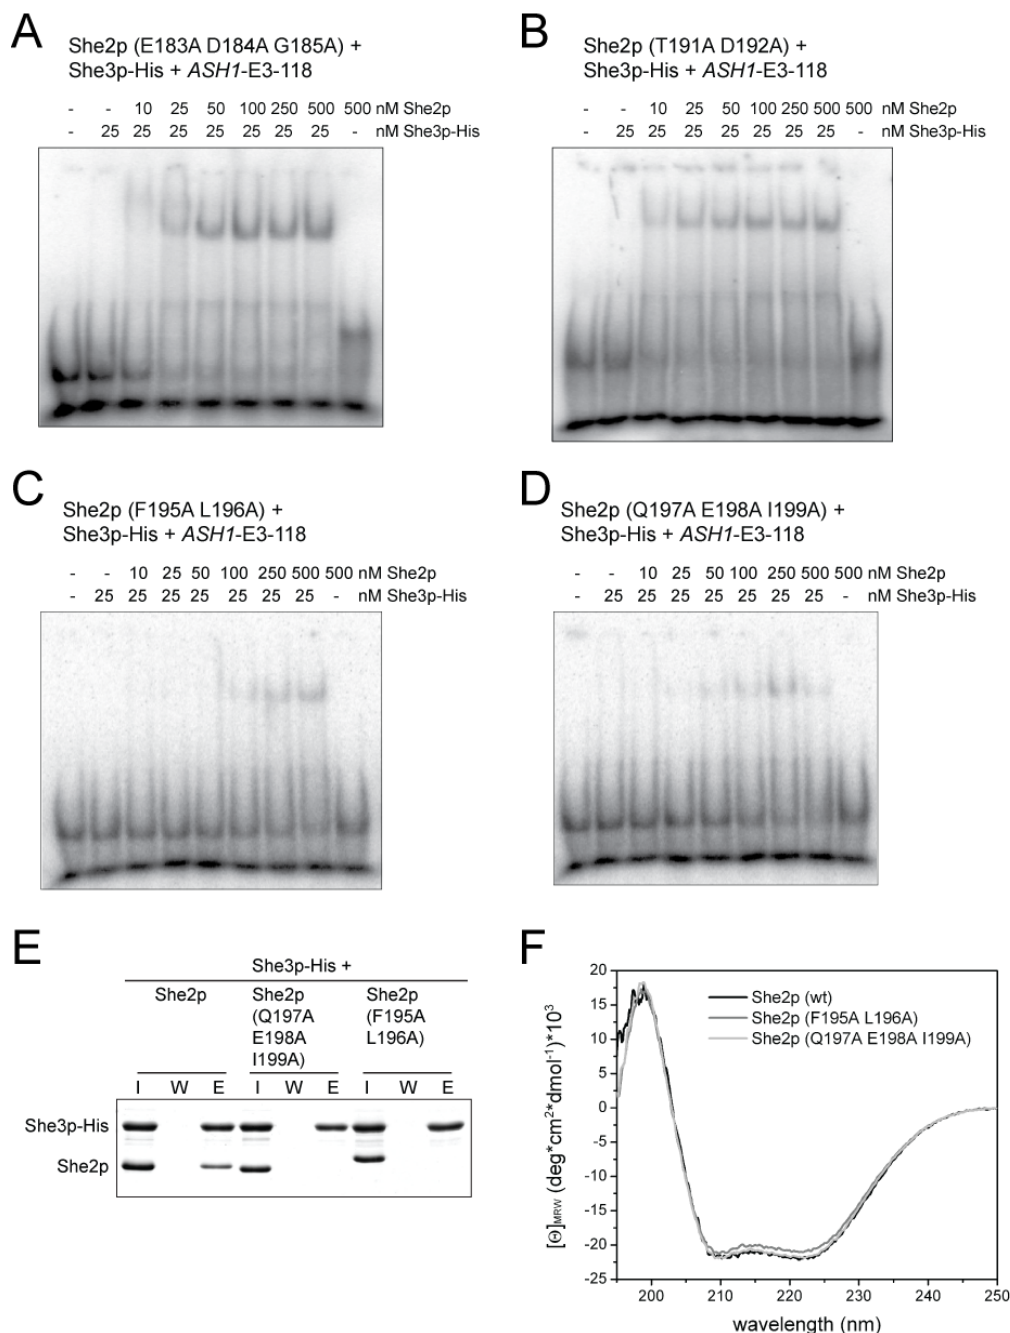 A
She2p (E183A D184A G185A) +
She3p-His + ASH1-E3-118
- - 10 25 50 100 250 500 500 nM She2p
- 25 25 25 25 25 25 25 - nM She3p-His
B
She2p (T191A D192A) +
She3p-His + ASH1-E3-118
- - 10 25 50 100 250 500 500 nM She2p
- 25 25 25 25 25 25 25 - nM She3p-His
C
She2p (F195A L196A) +
She3p-His + ASH1-E3-118
- - 10 25 50 100 250 500 500 nM She2p
- 25 25 25 25 25 25 25 - nM She3p-His
D
She2p (Q197A E198A I199A) +
She3p-His + ASH1-E3-118
- - 10 25 50 100 250 500 500 nM She2p
- 25 25 25 25 25 25 25 - nM She3p-His
E
She3p-His +
She2p
She2p
(Q197A
E198A
I199A)
She2p
(F195A
L196A)
I W E I W E I W E
She3p-His
She2p
F
She2p (wt)
She2p (F195A L196A)
She2p (Q197A E198A I199A)
20
15
10
5
0
-5
-10
-15
-20
-25
[Θ]MRW (deg*cm2*dmol-1)*103
200 210 220 230 240 250
wavelength (nm)